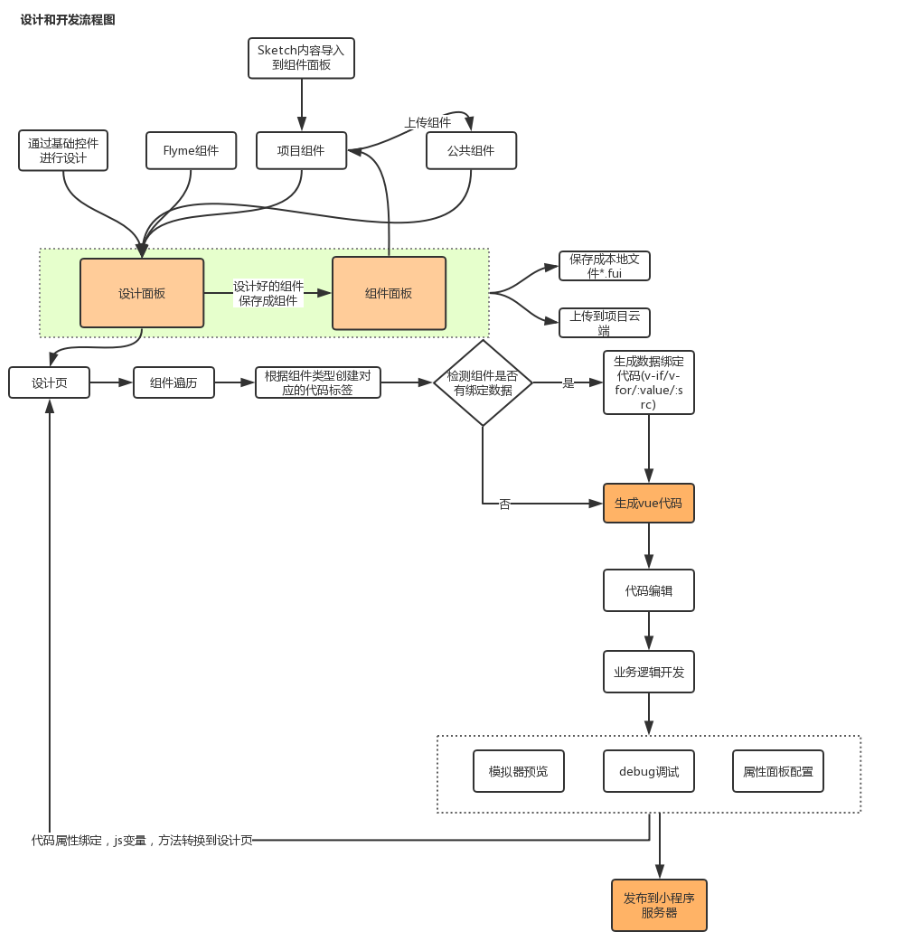 设计和开发流程图
Sketch内容导入
到组件面板
上传组件
通过基础控件
进行设计
Flyme组件
项目组件
公共组件
设计面板
设计好的组件
保存成组件
组件面板
保存成本地文
件*.fui
上传到项目云
端
设计页
组件遍历
根据组件类型创建对
应的代码标签
检测组件是否
有绑定数据
是
生成数据绑定
代码(v-if/v-
for/:value/:s
rc)
否
生成vue代码
代码编辑
业务逻辑开发
模拟器预览
debug调试
属性面板配置
代码属性绑定，js变量，方法转换到设计页
发布到小程序
服务器